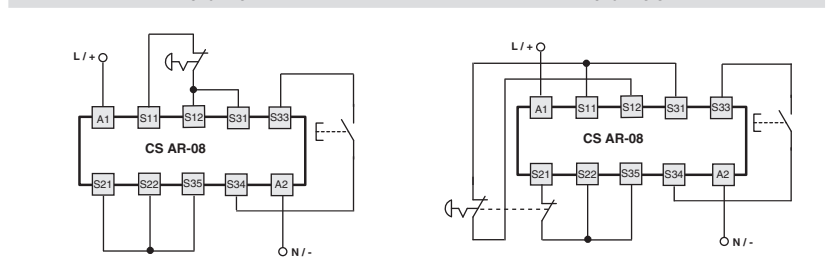 L / +
A1 S11 S12 S31 S33
CS AR-08
S21 S22 S35 S34 A2
N / -
L / +
A1 S11 S12 S31 S33
CS AR-08
S21 S22 S35 S34 A2
N / -